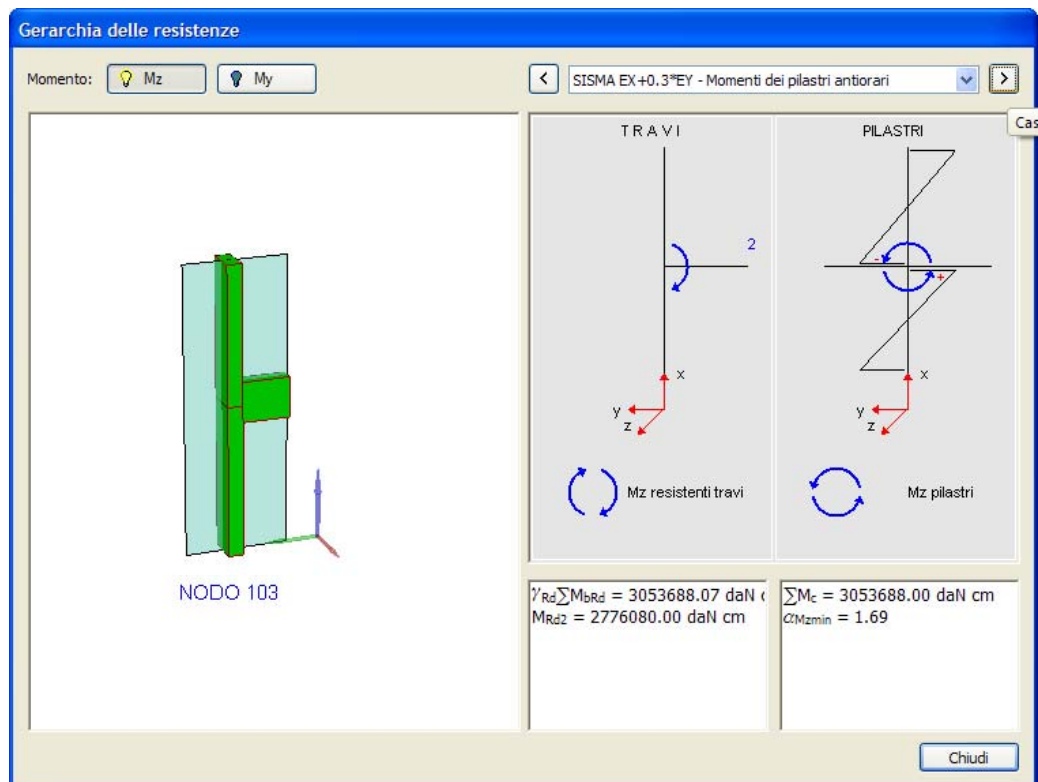 Gerarchia delle resistenze
Momento: Mz My < SISMA EX+0.3*EY - Momenti dei pilastri antiorari >
Cas
TRAVI PILASTRI
2
- +
x x
y y
z z
Mz resistenti travi Mz pilastri
NODO 103
γRd∑MbRd = 3053688.07 daN c ∑Mc = 3053688.00 daN cm
MRd2 = 2776080.00 daN cm αMzmin = 1.69
Chiudi